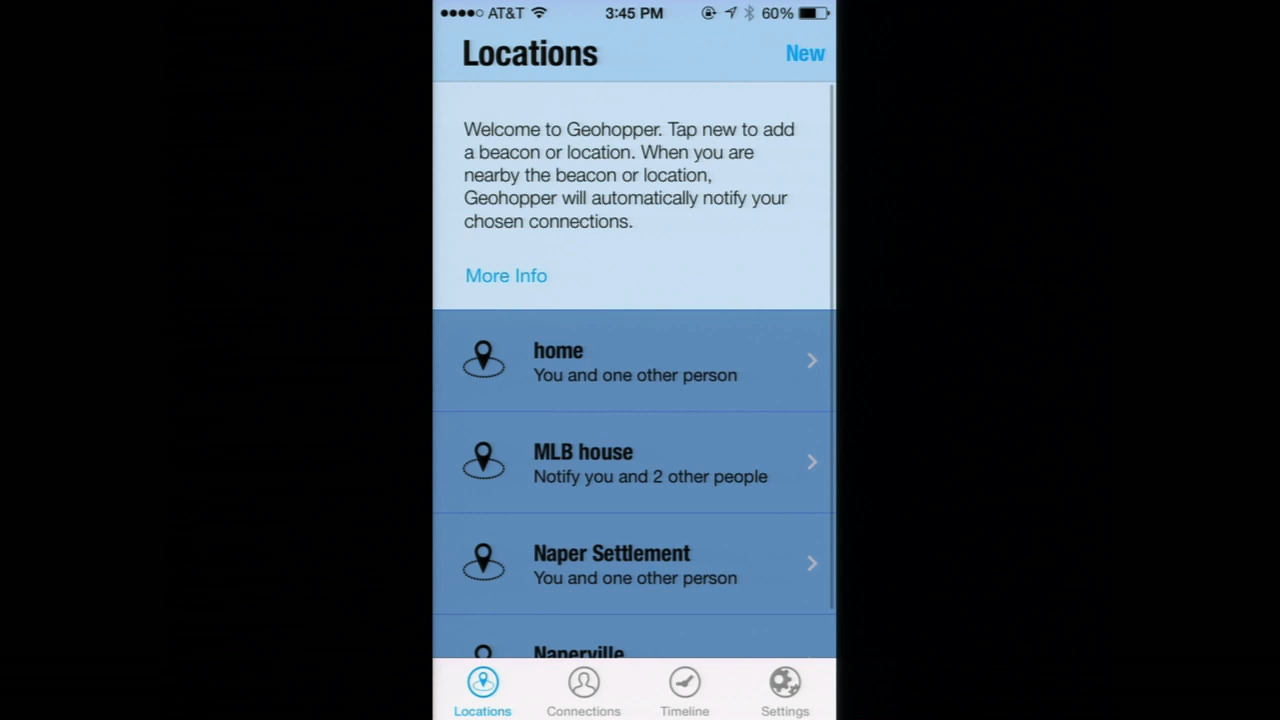 AT&T 3:45 PM 60%
Locations New
Welcome to Geohopper. Tap new to add
a beacon or location. When you are
nearby the beacon or location,
Geohopper will automatically notify your
chosen connections.
More Info
home
You and one other person
MLB house
Notify you and 2 other people
Naper Settlement
You and one other person
Naperville
Locations Connections Timeline Settings